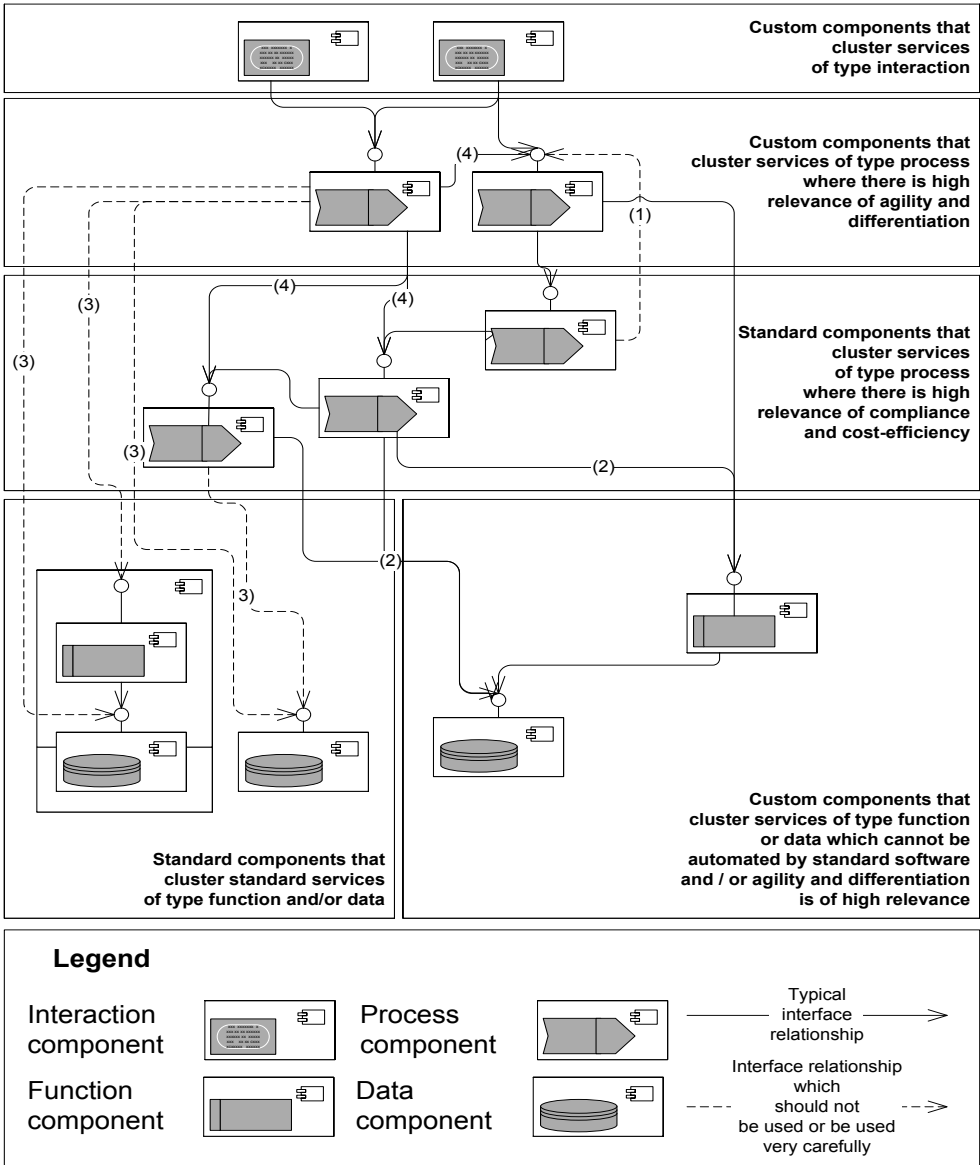 Custom components that
cluster services
of type interaction
Custom components that
cluster services of type process
where there is high
relevance of agility and
differentiation
(4)
(1)
(3)
(4)
(4)
(3)
Standard components that
cluster services
of type process
where there is high
relevance of compliance
and cost-efficiency
(3)
(2)
(2)
3)
Custom components that
cluster services of type function
or data which cannot be
automated by standard software
and / or agility and differentiation
is of high relevance
Standard components that
cluster standard services
of type function and/or data
Legend
Interaction
component
Process
component
Typical
interface
relationship
Function
component
Data
component
Interface relationship
which
should not
be used or be used
very carefully